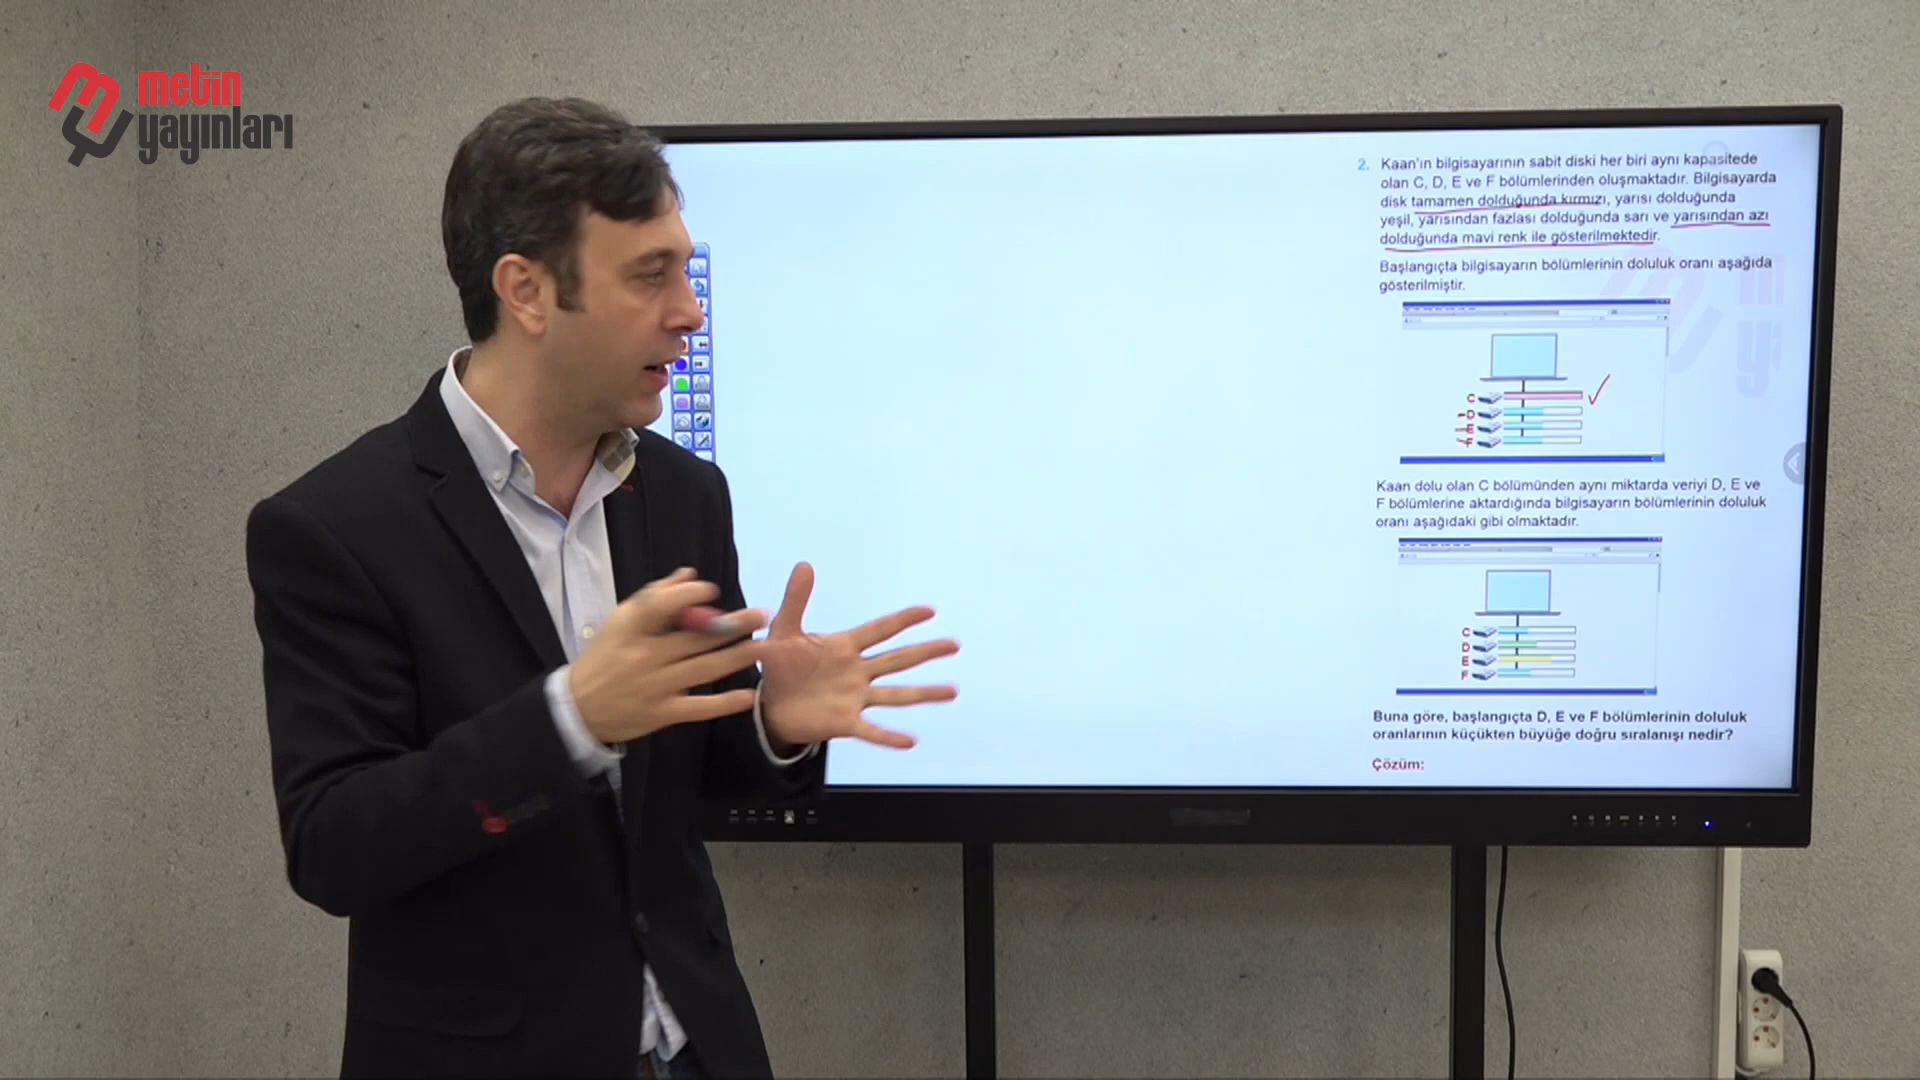 metin
yayınları
2. Kaan'ın bilgisayarının sabit diski her biri aynı kapasitede
olan C, D, E ve F bölümlerinden oluşmaktadır. Bilgisayarda
disk tamamen dolduğunda kırmızı, yarısı dolduğunda
yeşil, yarısından fazlası dolduğunda sarı ve yarısından azı
dolduğunda mavi renk ile gösterilmektedir.
Başlangıçta bilgisayarın bölümlerinin doluluk oranı aşağıda
gösterilmiştir.
C
D
E
F
Kaan dolu olan C bölümünden aynı miktarda veriyi D, E ve
F bölümlerine aktardığında bilgisayarın bölümlerinin doluluk
oranı aşağıdaki gibi olmaktadır.
C
D
E
F
Buna göre, başlangıçta D, E ve F bölümlerinin doluluk
oranlarının küçükten büyüğe doğru sıralanışı nedir?
Çözüm: